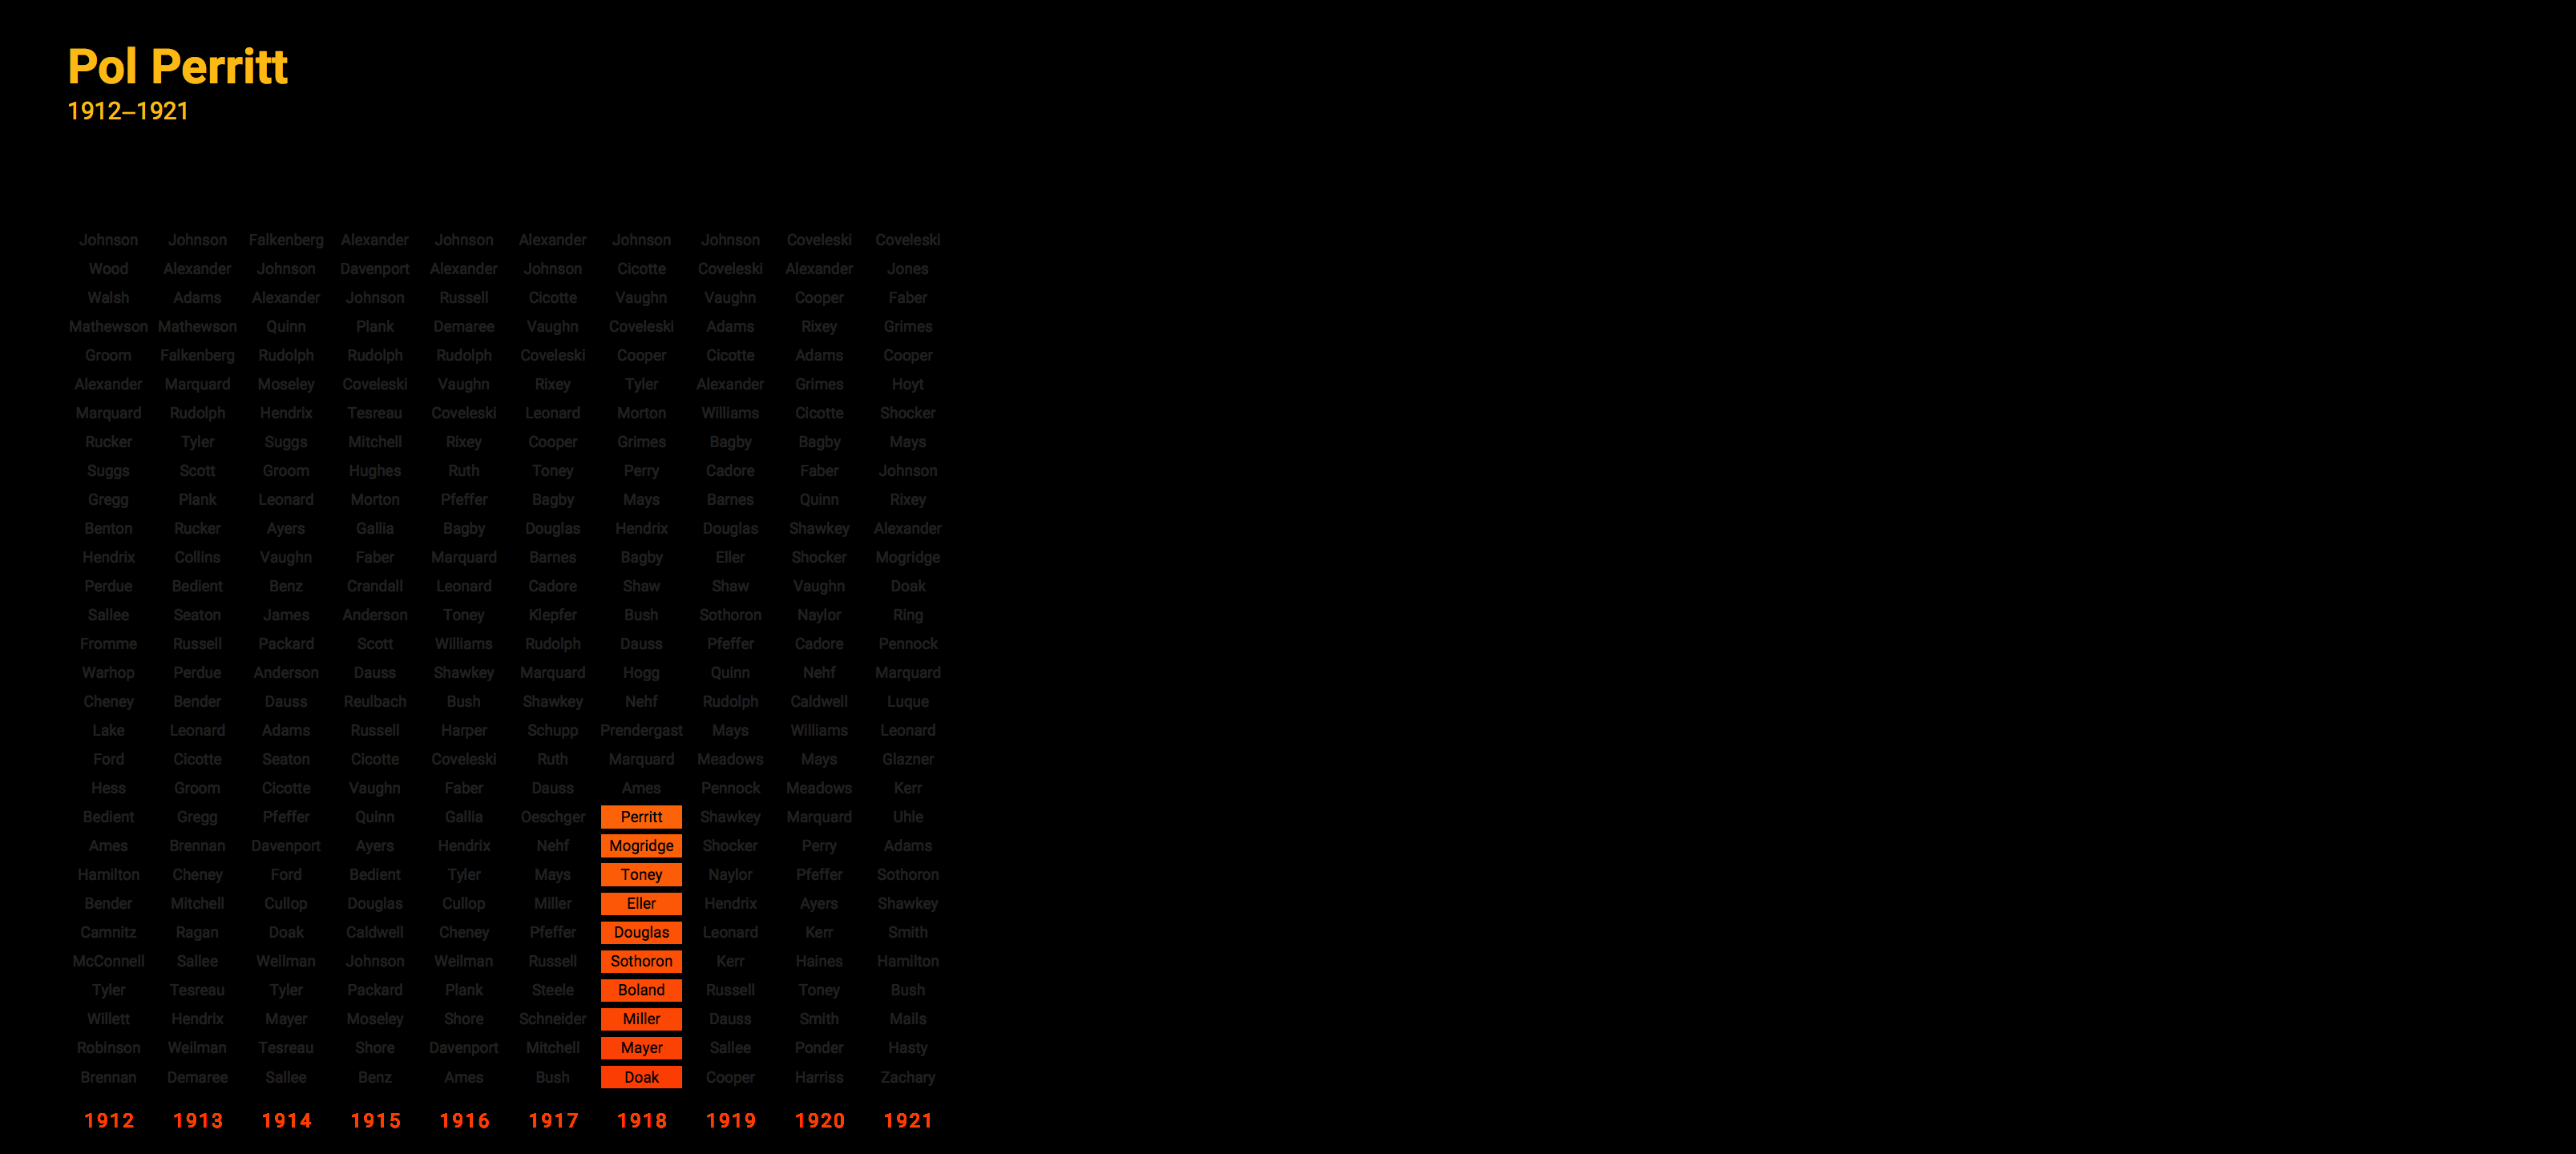 Pol Perritt
1912–1921
Johnson Johnson Falkenberg Alexander Johnson Alexander Johnson Johnson Coveleski Coveleski
Wood Alexander Johnson Davenport Alexander Johnson Cicotte Coveleski Alexander Jones
Walsh Adams Alexander Johnson Russell Cicotte Vaughn Vaughn Cooper Faber
Mathewson Mathewson Quinn Plank Demaree Vaughn Coveleski Adams Rixey Grimes
Groom Falkenberg Rudolph Rudolph Rudolph Coveleski Cooper Cicotte Adams Cooper
Alexander Marquard Moseley Coveleski Vaughn Rixey Tyler Alexander Grimes Hoyt
Marquard Rudolph Hendrix Tesreau Coveleski Leonard Morton Williams Cicotte Shocker
Rucker Tyler Suggs Mitchell Rixey Cooper Grimes Bagby Bagby Mays
Suggs Scott Groom Hughes Ruth Toney Perry Cadore Faber Johnson
Gregg Plank Leonard Morton Pfeffer Bagby Mays Barnes Quinn Rixey
Benton Rucker Ayers Gallia Bagby Douglas Hendrix Douglas Shawkey Alexander
Hendrix Collins Vaughn Faber Marquard Barnes Bagby Eller Shocker Mogridge
Perdue Bedient Benz Crandall Leonard Cadore Shaw Shaw Vaughn Doak
Sallee Seaton James Anderson Toney Klepfer Bush Sothoron Naylor Ring
Fromme Russell Packard Scott Williams Rudolph Dauss Pfeffer Cadore Pennock
Warhop Perdue Anderson Dauss Shawkey Marquard Hogg Quinn Nehf Marquard
Cheney Bender Dauss Reulbach Bush Shawkey Nehf Rudolph Caldwell Luque
Lake Leonard Adams Russell Harper Schupp Prendergast Mays Williams Leonard
Ford Cicotte Seaton Cicotte Coveleski Ruth Marquard Meadows Mays Glazner
Hess Groom Cicotte Vaughn Faber Dauss Ames Pennock Meadows Kerr
Bedient Gregg Pfeffer Quinn Gallia Oeschger Perritt Shawkey Marquard Uhle
Ames Brennan Davenport Ayers Hendrix Nehf Mogridge Shocker Perry Adams
Hamilton Cheney Ford Bedient Tyler Mays Toney Naylor Pfeffer Sothoron
Bender Mitchell Cullop Douglas Cullop Miller Eller Hendrix Ayers Shawkey
Camnitz Ragan Doak Caldwell Cheney Pfeffer Douglas Leonard Kerr Smith
McConnell Sallee Weilman Johnson Weilman Russell Sothoron Kerr Haines Hamilton
Tyler Tesreau Tyler Packard Plank Steele Boland Russell Toney Bush
Willett Hendrix Mayer Moseley Shore Schneider Miller Dauss Smith Mails
Robinson Weilman Tesreau Shore Davenport Mitchell Mayer Sallee Ponder Hasty
Brennan Demaree Sallee Benz Ames Bush Doak Cooper Harriss Zachary
1912 1913 1914 1915 1916 1917 1918 1919 1920 1921